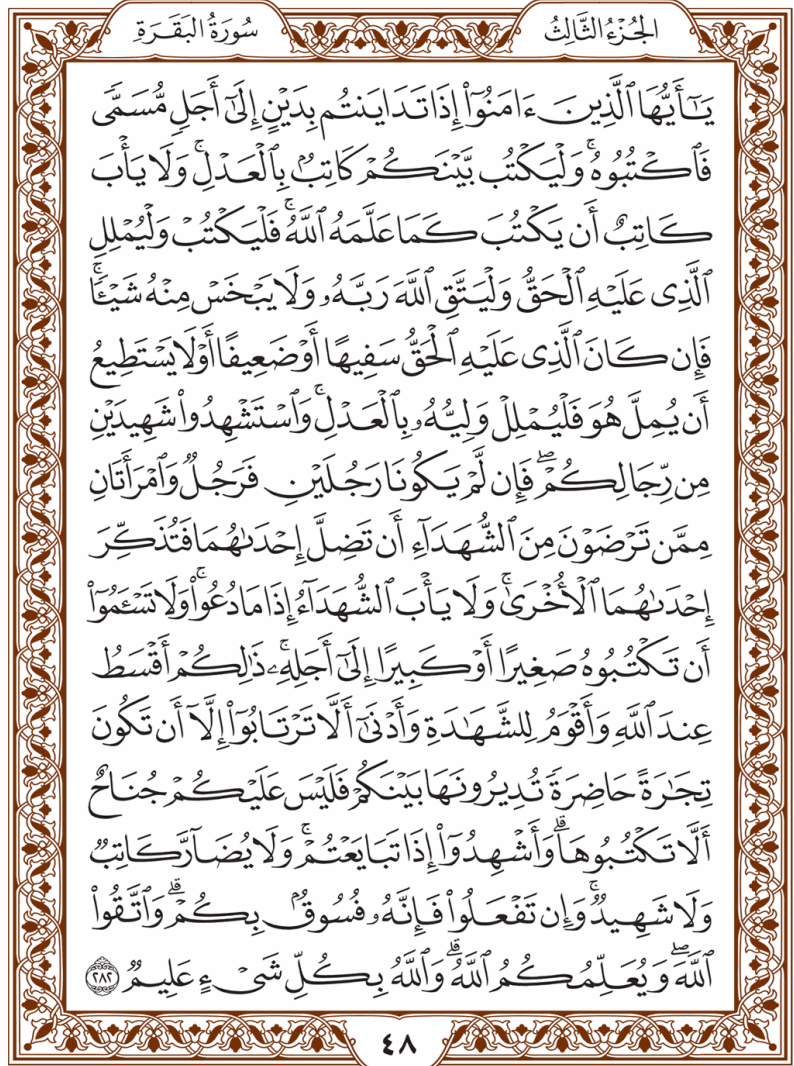 الجُزْءُ الثَّالِثُ
سُورَةُ البَقَرَةِ
يَـٰٓأَيُّهَا ٱلَّذِينَ ءَامَنُوٓاْ إِذَا تَدَايَنتُم بِدَيْنٍ إِلَىٰٓ أَجَلٍ مُّسَمًّى
فَٱكْتُبُوهُۚ وَلْيَكْتُب بَّيْنَكُمْ كَاتِبُۢ بِٱلْعَدْلِۚ وَلَا يَأْبَ
كَاتِبٌ أَن يَكْتُبَ كَمَا عَلَّمَهُ ٱللَّهُۚ فَلْيَكْتُبْ وَلْيُمْلِلِ
ٱلَّذِى عَلَيْهِ ٱلْحَقُّ وَلْيَتَّقِ ٱللَّهَ رَبَّهُۥ وَلَا يَبْخَسْ مِنْهُ شَيْـًٔاۚ
فَإِن كَانَ ٱلَّذِى عَلَيْهِ ٱلْحَقُّ سَفِيهًا أَوْ ضَعِيفًا أَوْ لَا يَسْتَطِيعُ
أَن يُمِلَّ هُوَ فَلْيُمْلِلْ وَلِيُّهُۥ بِٱلْعَدْلِۚ وَٱسْتَشْهِدُواْ شَهِيدَيْنِ
مِن رِّجَالِكُمْۖ فَإِن لَّمْ يَكُونَا رَجُلَيْنِ فَرَجُلٌ وَٱمْرَأَتَانِ
مِمَّن تَرْضَوْنَ مِنَ ٱلشُّهَدَآءِ أَن تَضِلَّ إِحْدَىٰهُمَا فَتُذَكِّرَ
إِحْدَىٰهُمَا ٱلْأُخْرَىٰۚ وَلَا يَأْبَ ٱلشُّهَدَآءُ إِذَا مَا دُعُواْۚ وَلَا تَسْـَٔمُوٓاْ
أَن تَكْتُبُوهُ صَغِيرًا أَوْ كَبِيرًا إِلَىٰٓ أَجَلِهِۦۚ ذَٰلِكُمْ أَقْسَطُ
عِندَ ٱللَّهِ وَأَقْوَمُ لِلشَّهَـٰدَةِ وَأَدْنَىٰٓ أَلَّا تَرْتَابُوٓاْ إِلَّآ أَن تَكُونَ
تِجَـٰرَةً حَاضِرَةً تُدِيرُونَهَا بَيْنَكُمْ فَلَيْسَ عَلَيْكُمْ جُنَاحٌ
أَلَّا تَكْتُبُوهَاۗ وَأَشْهِدُوٓاْ إِذَا تَبَايَعْتُمْۚ وَلَا يُضَآرَّ كَاتِبٌ
وَلَا شَهِيدٌۚ وَإِن تَفْعَلُواْ فَإِنَّهُۥ فُسُوقُۢ بِكُمْۗ وَٱتَّقُواْ
ٱللَّهَۖ وَيُعَلِّمُكُمُ ٱللَّهُۗ وَٱللَّهُ بِكُلِّ شَىْءٍ عَلِيمٌ ٢٨٢
٤٨